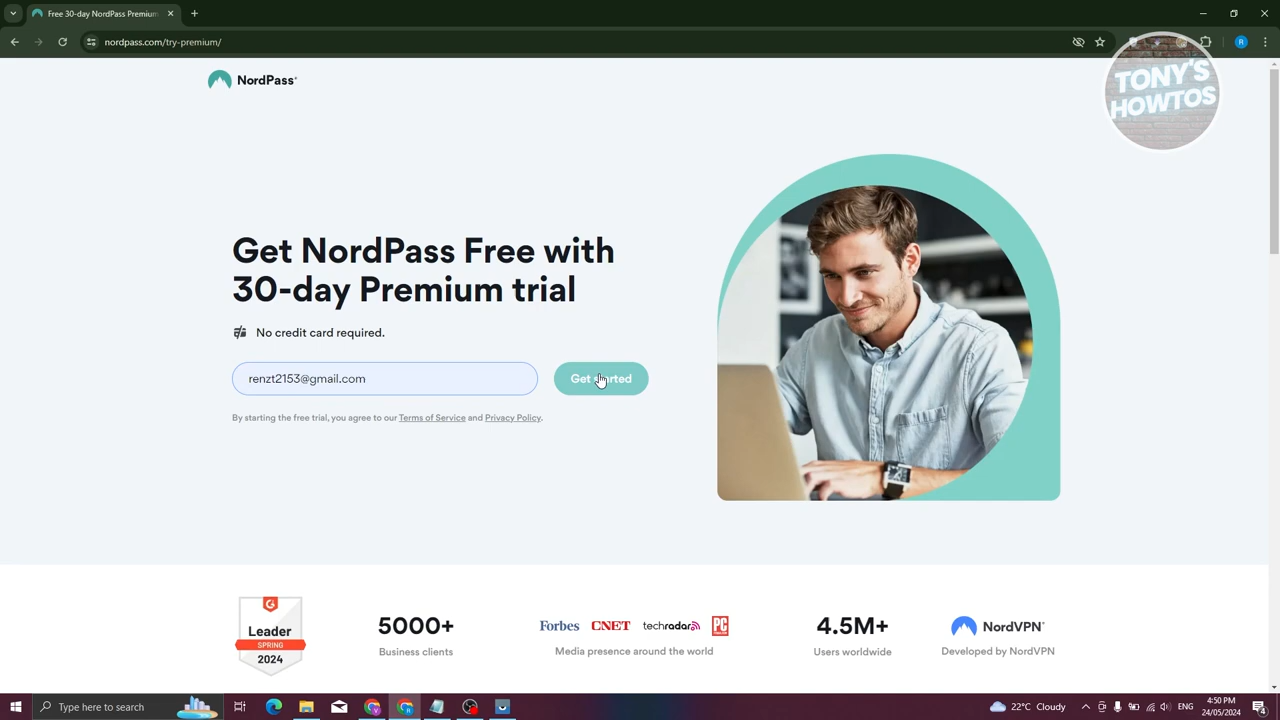 Free 30-day NordPass Premium
nordpass.com/try-premium/
R
NordPass®
TONY'S
HOWTOS
Get NordPass Free with
30-day Premium trial
No credit card required.
renzt2153@gmail.com
Get started
By starting the free trial, you agree to our Terms of Service and Privacy Policy.
G
Leader
SPRING
2024
5000+
Business clients
Forbes
CNET
techradar
PC
Media presence around the world
4.5M+
Users worldwide
NordVPN®
Developed by NordVPN
Type here to search
22°C Cloudy
ENG
4:50 PM
24/05/2024